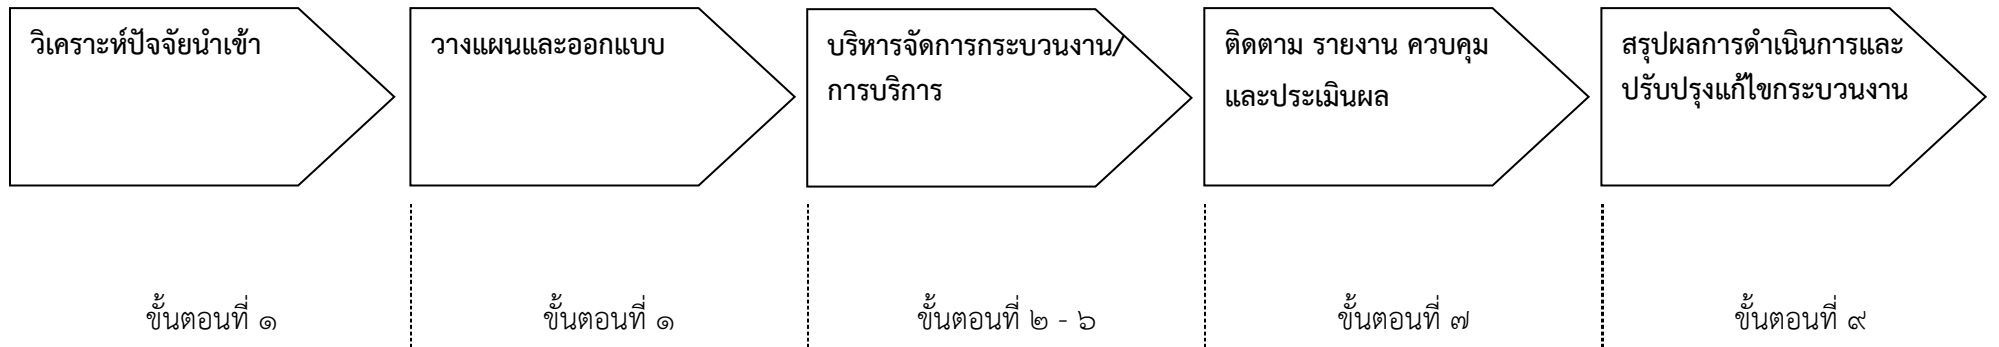 วิเคราะห์ปัจจัยนำเข้า
วางแผนและออกแบบ
บริหารจัดการกระบวนงาน/
การบริการ
ติดตาม รายงาน ควบคุม
และประเมินผล
สรุปผลการดำเนินการและ
ปรับปรุงแก้ไขกระบวนงาน
ขั้นตอนที่ ๑
ขั้นตอนที่ ๑
ขั้นตอนที่ ๒ - ๖
ขั้นตอนที่ ๗
ขั้นตอนที่ ๙